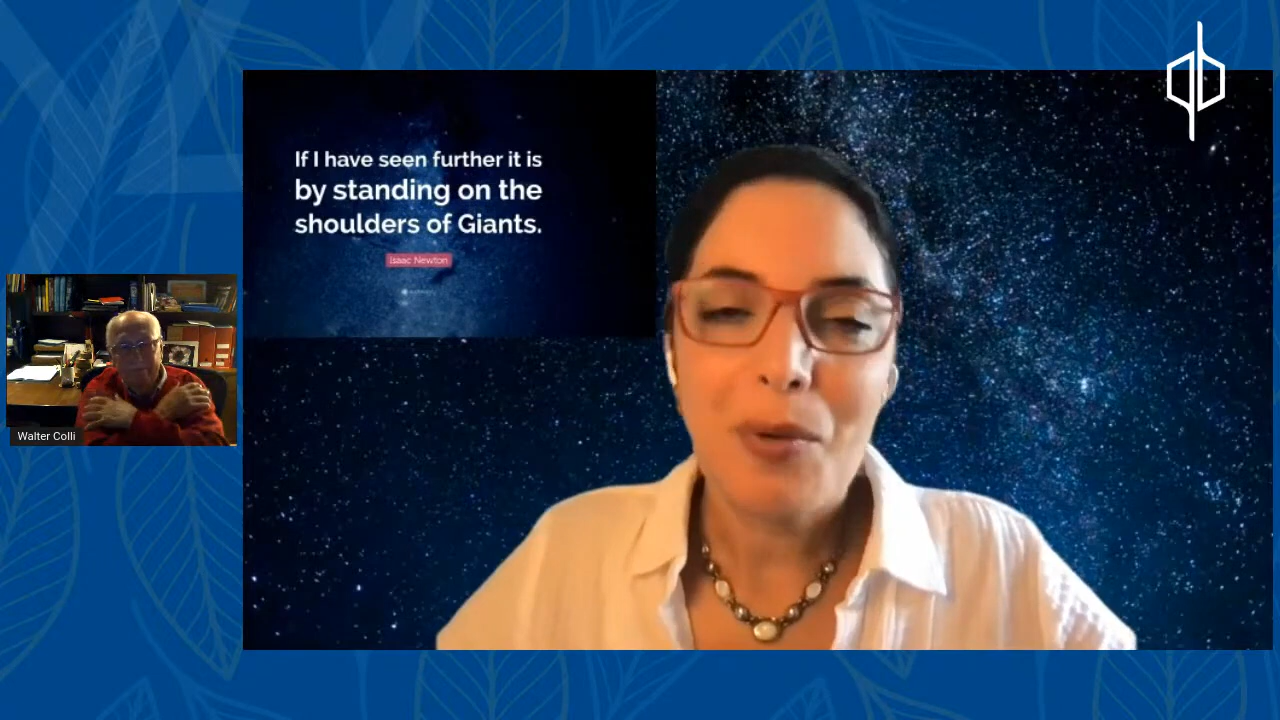 If I have seen further it is
by standing on the
shoulders of Giants.
Isaac Newton
Walter Colli